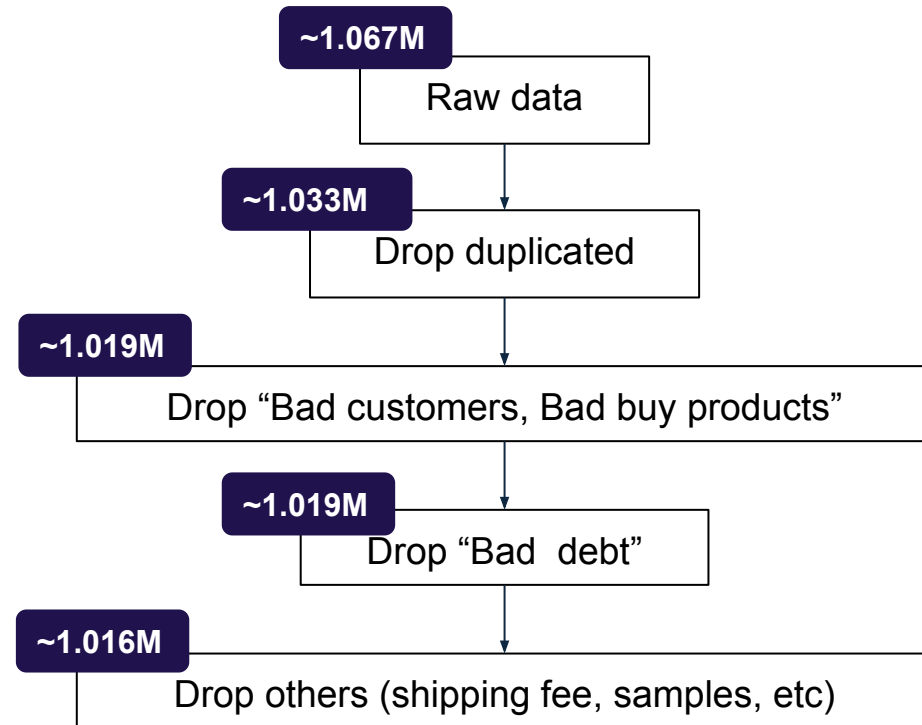 ~1.067M
Raw data
~1.033M
Drop duplicated
~1.019M
Drop “Bad customers, Bad buy products”
~1.019M
Drop “Bad  debt”
~1.016M
Drop others (shipping fee, samples, etc)